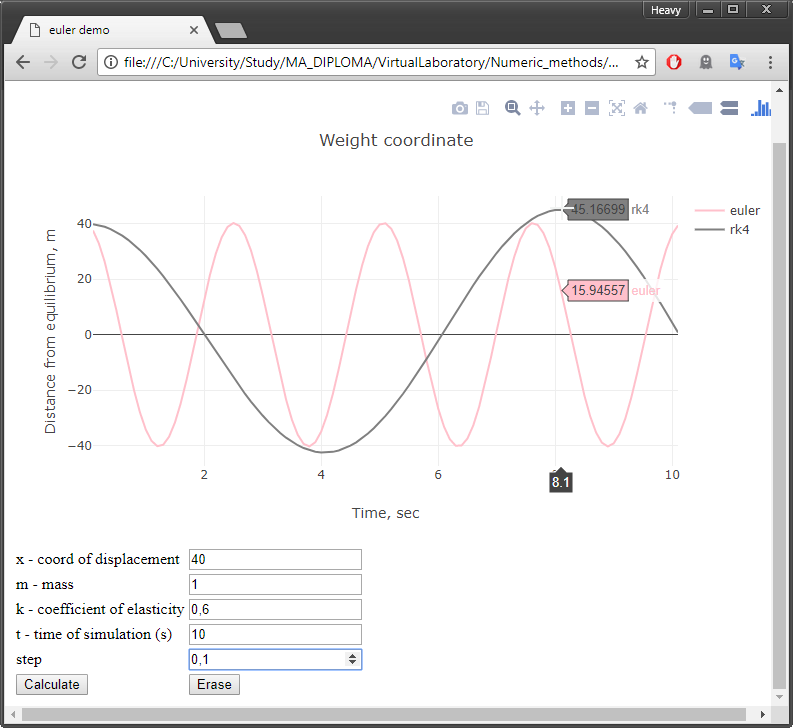 Heavy
euler demo
file:///C:/University/Study/MA_DIPLOMA/VirtualLaboratory/Numeric_methods/...
Weight coordinate
45.16699 rk4
euler
rk4
15.94557 euler
Distance from equilibrium, m
40
20
0
−20
−40
2 4 6 10
8.1
Time, sec
x - coord of displacement 40
m - mass 1
k - coefficient of elasticity 0,6
t - time of simulation (s) 10
step 0,1
Calculate Erase